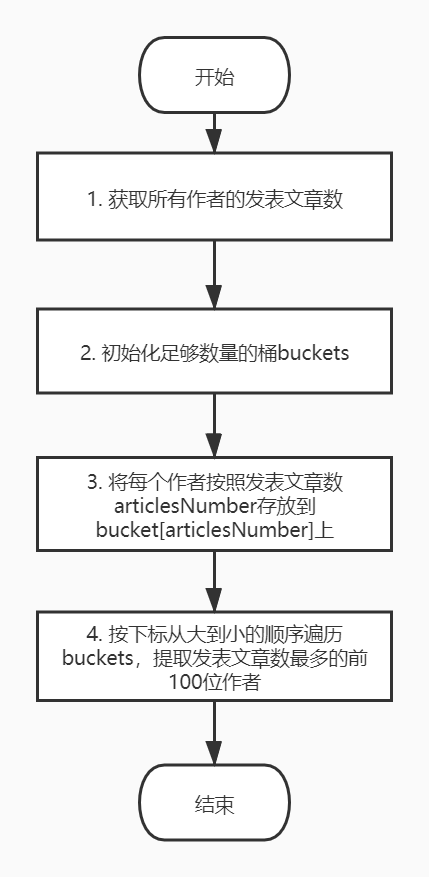 开始
1. 获取所有作者的发表文章数
2. 初始化足够数量的桶buckets
3. 将每个作者按照发表文章数
articlesNumber存放到
bucket[articlesNumber]上
4. 按下标从大到小的顺序遍历
buckets，提取发表文章数最多的前
100位作者
结束